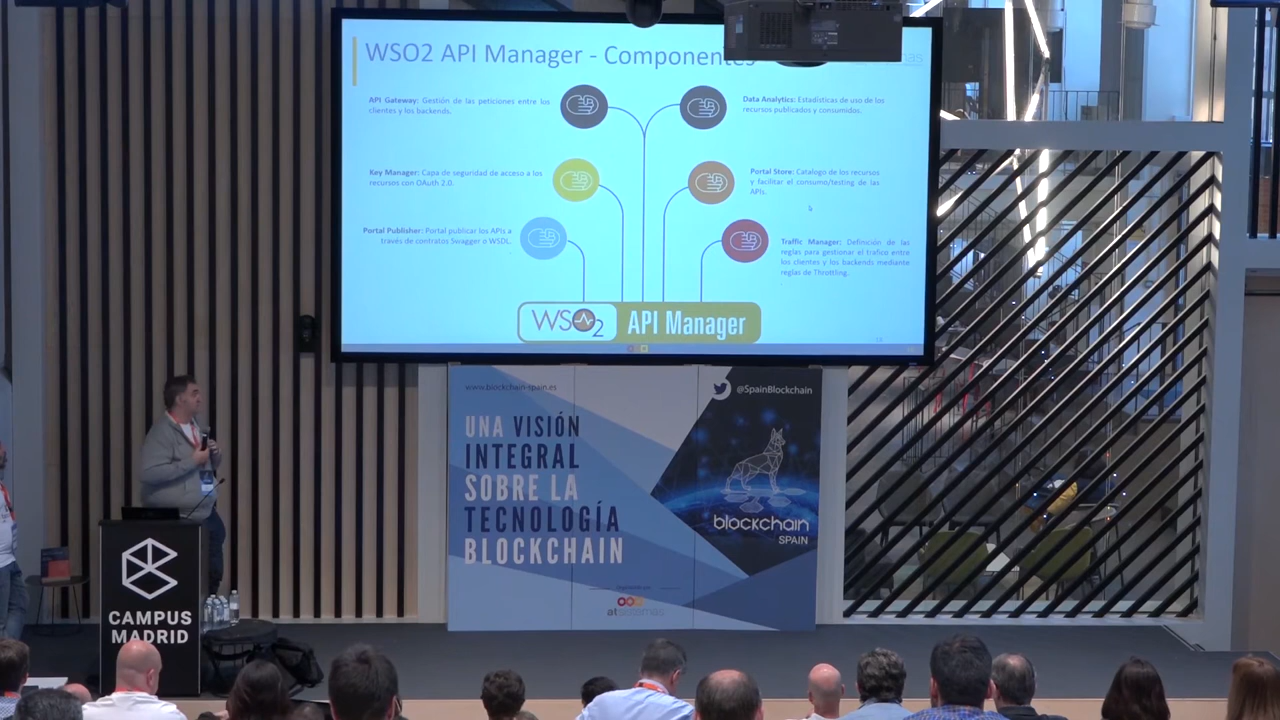 WSO2 API Manager - Componentes
API Gateway: Gestión de las peticiones entre los
clientes y los backends.
Data Analytics: Estadísticas de uso de los
recursos publicados y consumidos.
Key Manager: Capa de seguridad de acceso a los
recursos con OAuth 2.0.
Portal Store: Catalogo de los recursos
y facilitar el consumo/testing de las
APIs.
Portal Publisher: Portal publicar los APIs a
través de contratos Swagger o WSDL.
Traffic Manager: Definición de las
reglas para gestionar el trafico entre
los clientes y los backends mediante
reglas de Throttling.
WSO2 API Manager
www.blockchain-spain.es
@SpainBlockchain
UNA VISIÓN
INTEGRAL
SOBRE LA
TECNOLOGÍA
BLOCKCHAIN
blockchain
SPAIN
atsistemas
CAMPUS
MADRID